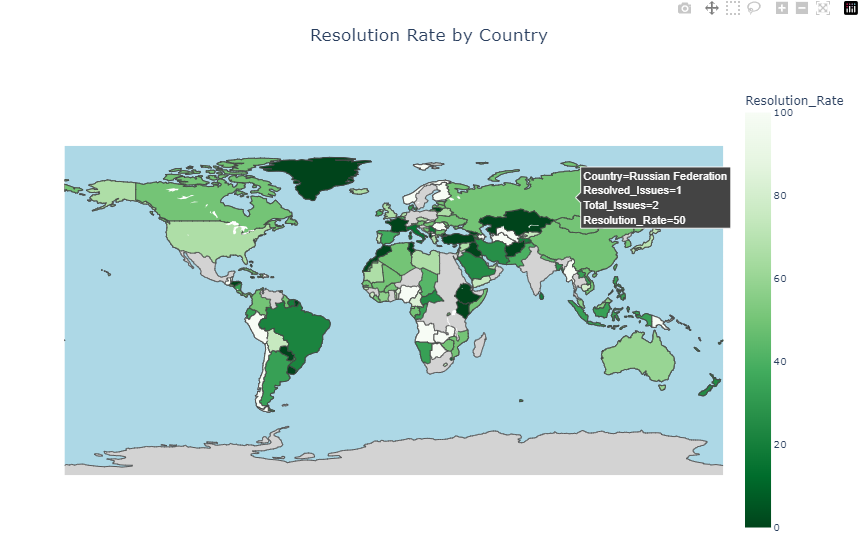 Resolution Rate by Country
Resolution_Rate
100
80
60
40
20
0
Country=Russian Federation
Resolved_Issues=1
Total_Issues=2
Resolution_Rate=50